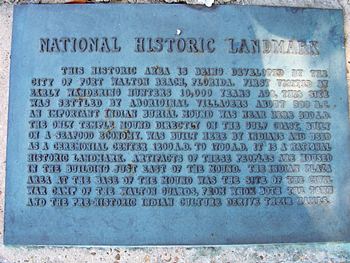 NATIONAL HISTORIC LANDMARK
THIS HISTORIC AREA IS BEING DEVELOPED BY THE
CITY OF FORT WALTON BEACH, FLORIDA. FIRST VISITED BY
EARLY WANDERING HUNTERS 10,000 YEARS AGO, THIS SITE
WAS SETTLED BY ABORIGINAL VILLAGERS ABOUT B.C.
AN IMPORTANT INDIAN BURIAL MOUND WAS NEAR HERE A.D.
THE ONLY TEMPLE MOUND DIRECTLY ON THE GULF COAST, BUILT
ON A SEAFOOD ECONOMY, WAS BUILT HERE BY INDIANS AND USED
AS A CEREMONIAL CENTER 1200 A.D. TO 1700 A.D. IT IS A NATIONAL
HISTORIC LANDMARK. ARTIFACTS OF THESE PEOPLES ARE HOUSED
IN THE BUILDING JUST EAST OF THE MOUND. THE INDIAN PLAZA
AREA AT THE BASE OF THE MOUND WAS THE SITE OF THE CIVIL
WAR CAMP OF THE WALTON GUARDS, FROM WHOM BOTH THE TOWN
AND THE PRE-HISTORIC INDIAN CULTURE DERIVE THEIR NAMES.